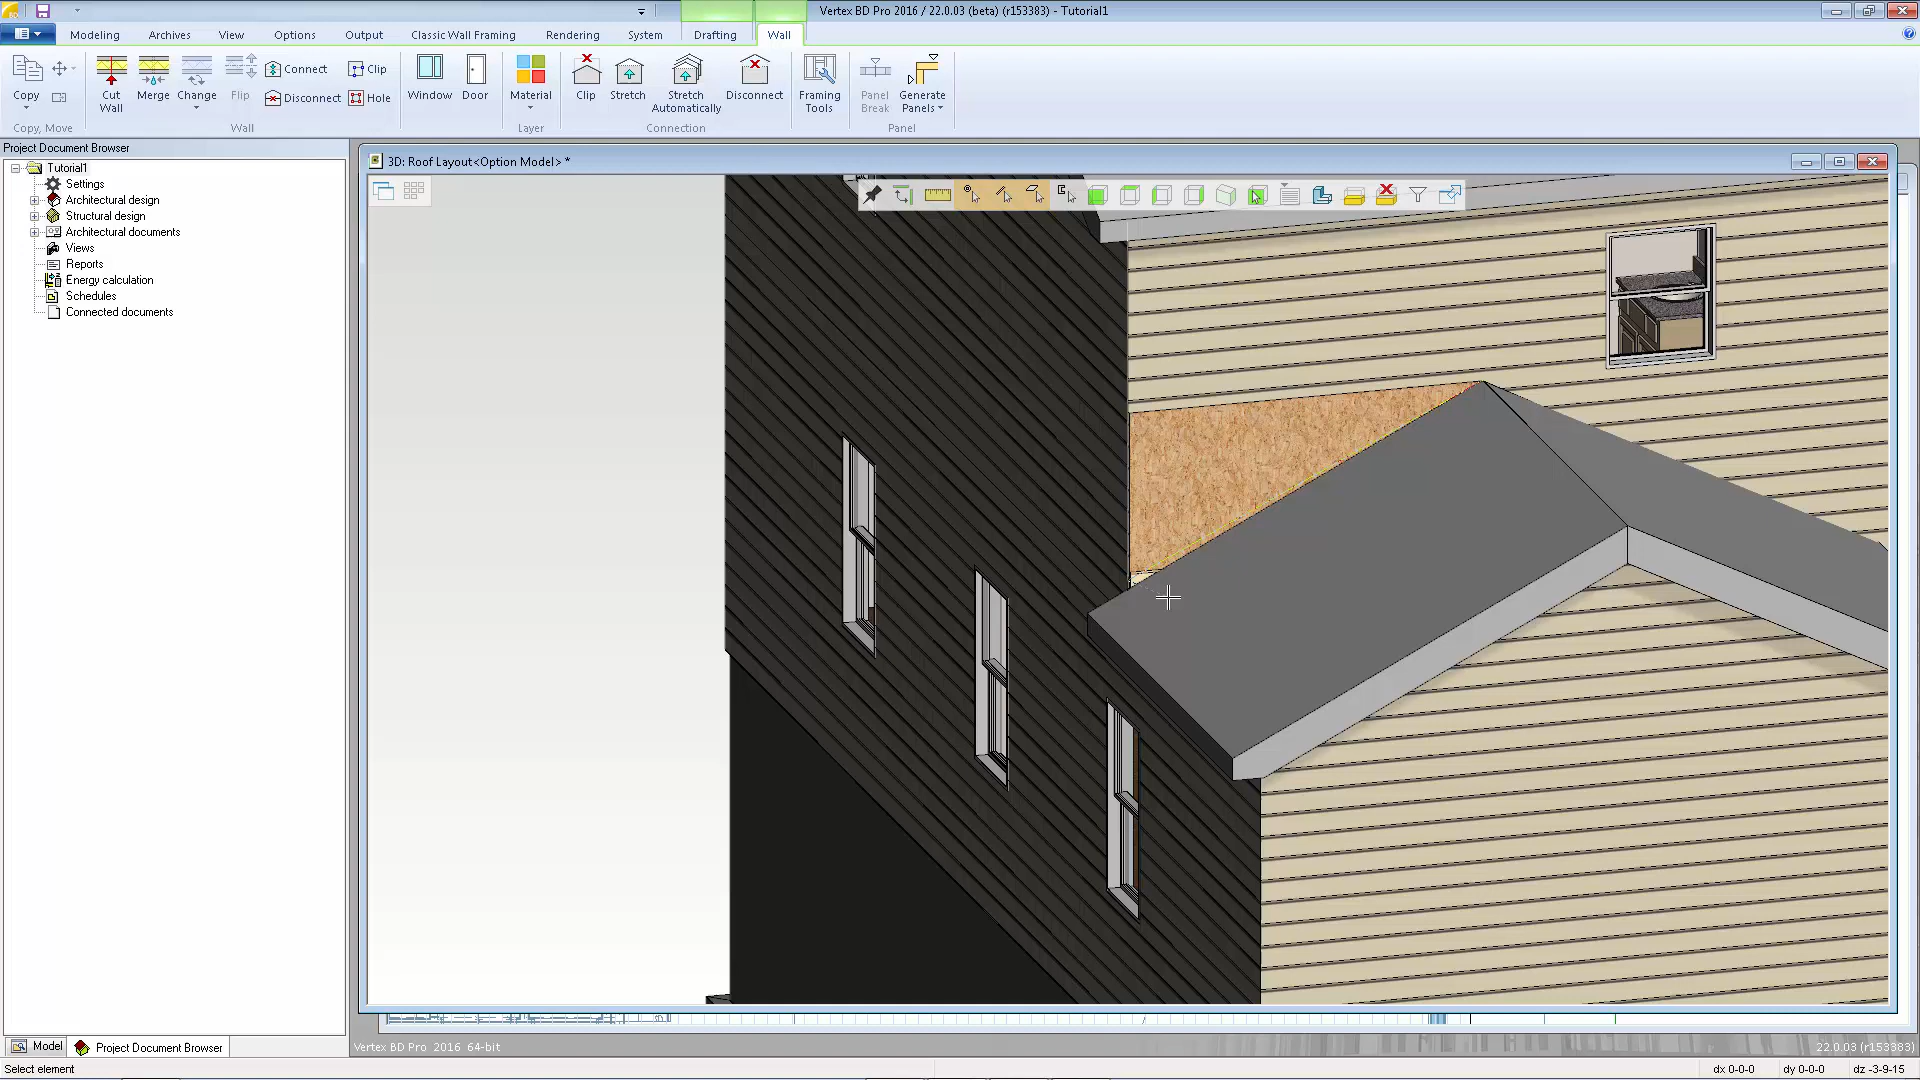 Vertex BD Pro 2016 / 22.0.03 (beta) (r153383) - Tutorial1
Modeling Archives View Options Output Classic Wall Framing Rendering System Drafting Wall
Copy
Cut Wall
Merge
Change
Flip
Connect
Disconnect
Clip
Hole
Window
Door
Material
Clip
Stretch
Stretch Automatically
Disconnect
Framing Tools
Panel Break
Generate Panels
Copy, Move
Wall
Layer
Connection
Panel
Project Document Browser
Tutorial1
Settings
Architectural design
Structural design
Architectural documents
Views
Reports
Energy calculation
Schedules
Connected documents
3D: Roof Layout<Option Model> *
Model
Project Document Browser
Vertex BD Pro 2016 64-bit
22.0.03 (r153383)
Select element
dx 0-0-0 dy 0-0-0 dz -3-9-15